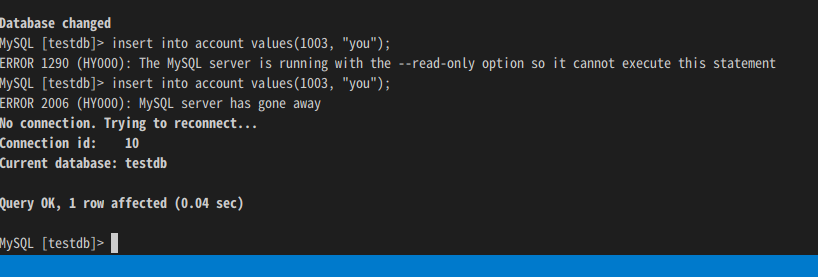 Database changed
MySQL [testdb]> insert into account values(1003, "you");
ERROR 1290 (HY000): The MySQL server is running with the --read-only option so it cannot execute this statement
MySQL [testdb]> insert into account values(1003, "you");
ERROR 2006 (HY000): MySQL server has gone away
No connection. Trying to reconnect...
Connection id:    10
Current database: testdb
Query OK, 1 row affected (0.04 sec)
MySQL [testdb]>